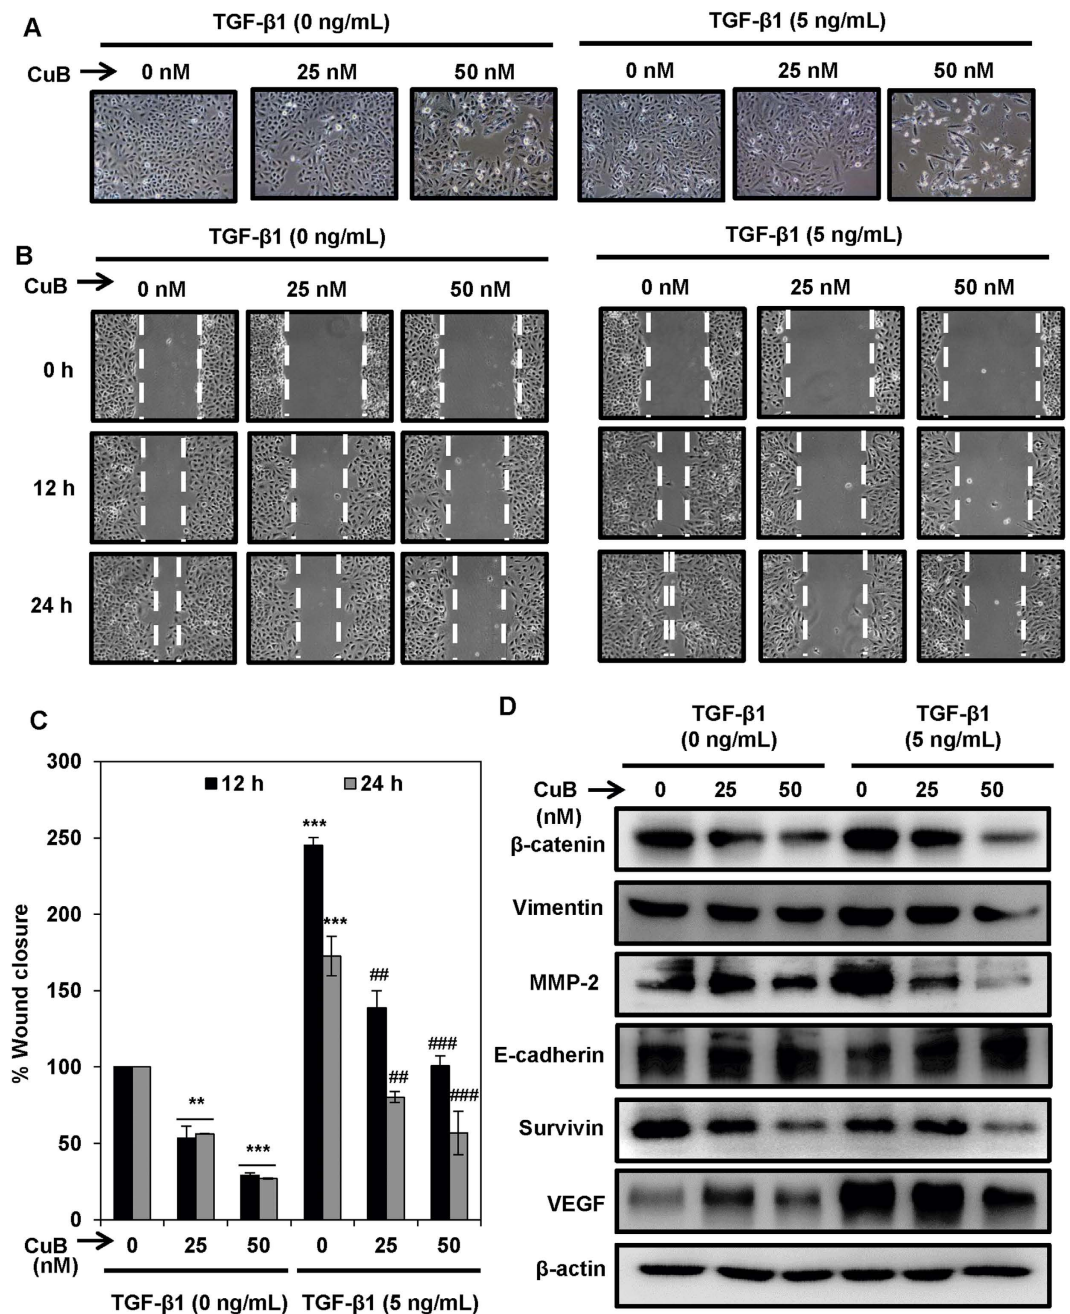 A
TGF-β1 (0 ng/mL)
TGF-β1 (5 ng/mL)
CuB → 0 nM 25 nM 50 nM 0 nM 25 nM 50 nM
B
TGF-β1 (0 ng/mL)
TGF-β1 (5 ng/mL)
CuB → 0 nM 25 nM 50 nM 0 nM 25 nM 50 nM
0 h
12 h
24 h
C
% Wound closure
300
250
200
150
100
50
0
12 h 24 h
**
***
***
***
##
##
###
###
CuB → 0 25 50 0 25 50
(nM)
TGF-β1 (0 ng/mL) TGF-β1 (5 ng/mL)
D
TGF-β1
(0 ng/mL)
TGF-β1
(5 ng/mL)
CuB → 0 25 50 0 25 50
(nM)
β-catenin
Vimentin
MMP-2
E-cadherin
Survivin
VEGF
β-actin